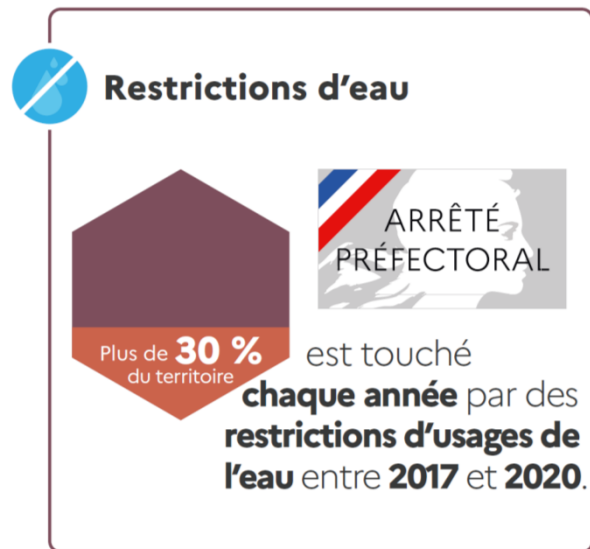 Restrictions d'eau
ARRÊTÉ
PRÉFECTORAL
Plus de 30 %
du territoire
est touché
chaque année par des
restrictions d'usages de
l'eau entre 2017 et 2020.